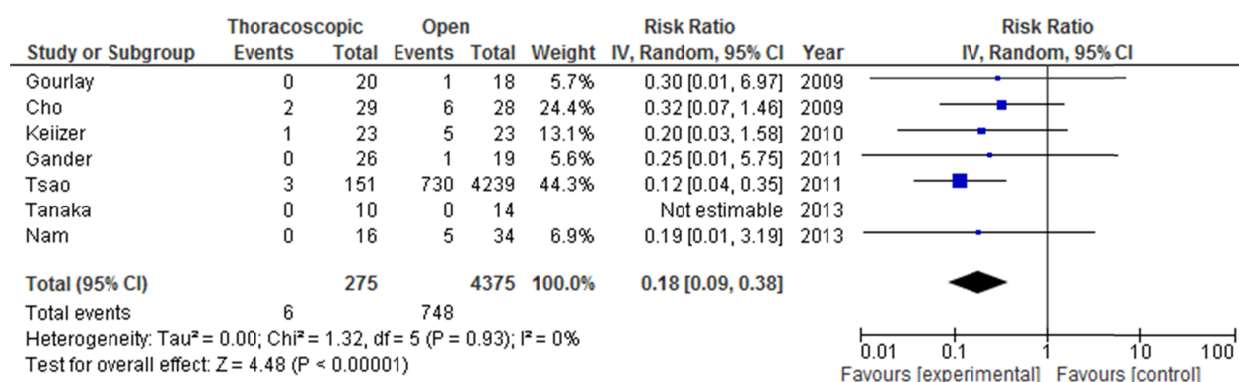 Thoracoscopic Open Risk Ratio Risk Ratio
Study or Subgroup Events Total Events Total Weight IV, Random, 95% CI Year IV, Random, 95% CI
Gourlay 0 20 1 18 5.7% 0.30 [0.01, 6.97] 2009
Cho 2 29 6 28 24.4% 0.32 [0.07, 1.46] 2009
Keiizer 1 23 5 23 13.1% 0.20 [0.03, 1.58] 2010
Gander 0 26 1 19 5.6% 0.25 [0.01, 5.75] 2011
Tsao 3 151 730 4239 44.3% 0.12 [0.04, 0.35] 2011
Tanaka 0 10 0 14 Not estimable 2013
Nam 0 16 5 34 6.9% 0.19 [0.01, 3.19] 2013
Total (95% CI) 275 4375 100.0% 0.18 [0.09, 0.38]
Total events 6 748
Heterogeneity: Tau² = 0.00; Chi² = 1.32, df = 5 (P = 0.93); I² = 0%
Test for overall effect: Z = 4.48 (P < 0.00001)
0.01 0.1 1 10 100
Favours [experimental] Favours [control]